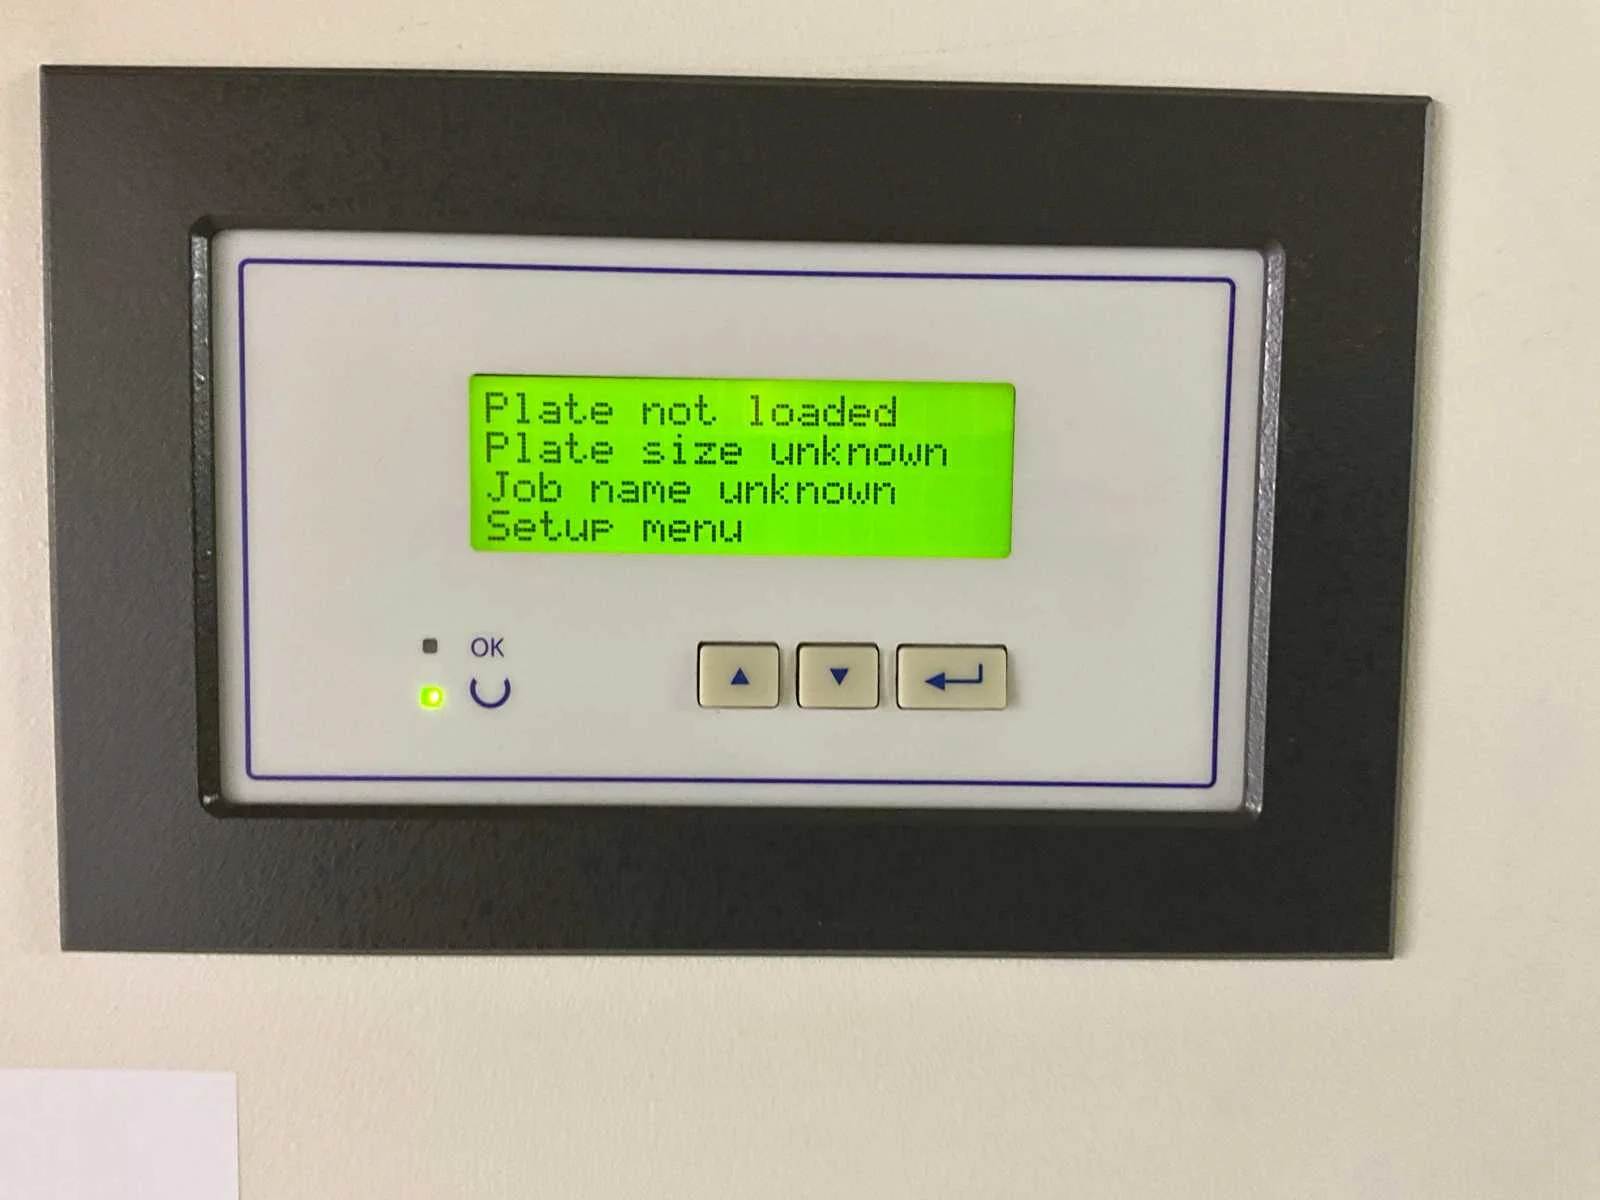 Plate not loaded
Plate size unknown
Job name unknown
Setup menu
OK